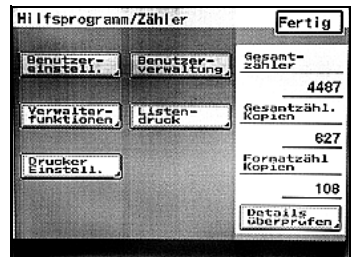 Hilfsprogramm/Zähler
Fertig
Benutzer-
einstell.
Benutzer-
verwaltung
Verwalter-
funktionen
Listen-
druck
Drucker
Einstell.
Gesamt-
zähler
4487
Gesantzähl.
Kopien
627
Formatzähl
Kopien
108
Details
überprüfen